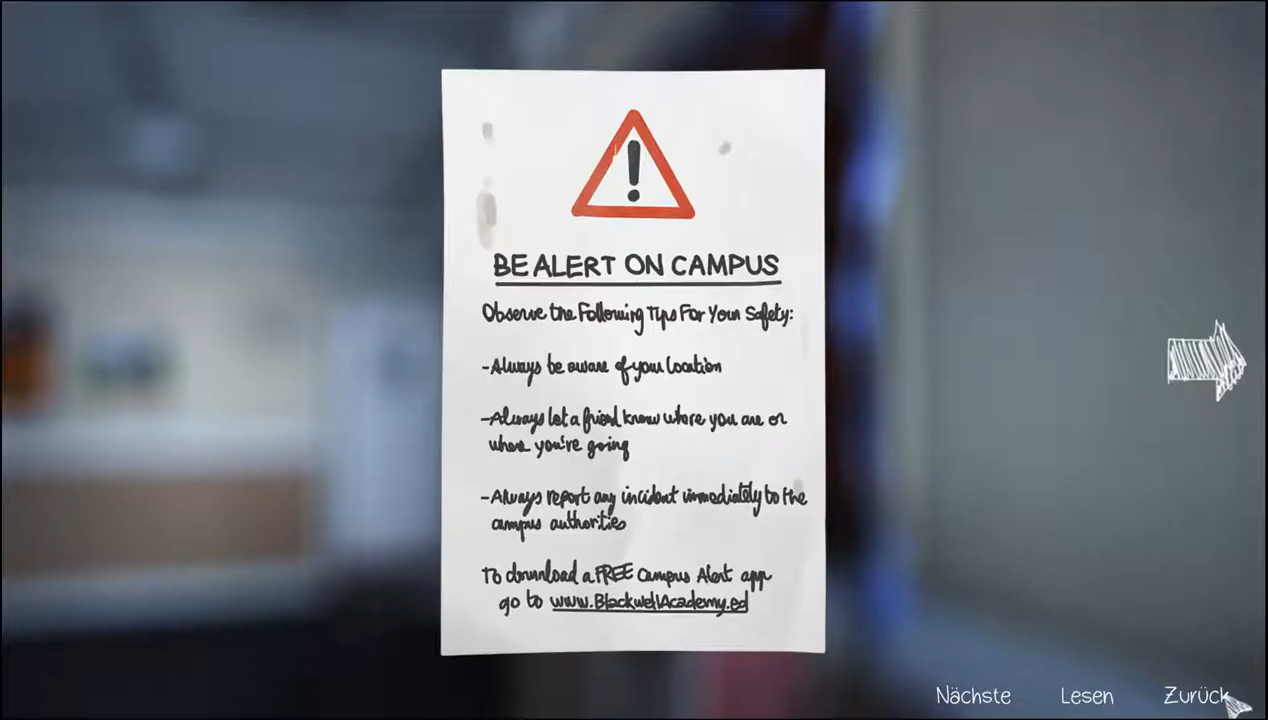 BE ALERT ON CAMPUS
Observe the Following Tips For Your Safety:
-Always be aware of your location
-Always let a friend know where you are or
where you're going
-Always report any incident immediately to the
campus authorities
To download a FREE Campus Alert app
go to www.BlackwellAcademy.ed
Nächste Lesen Zurück